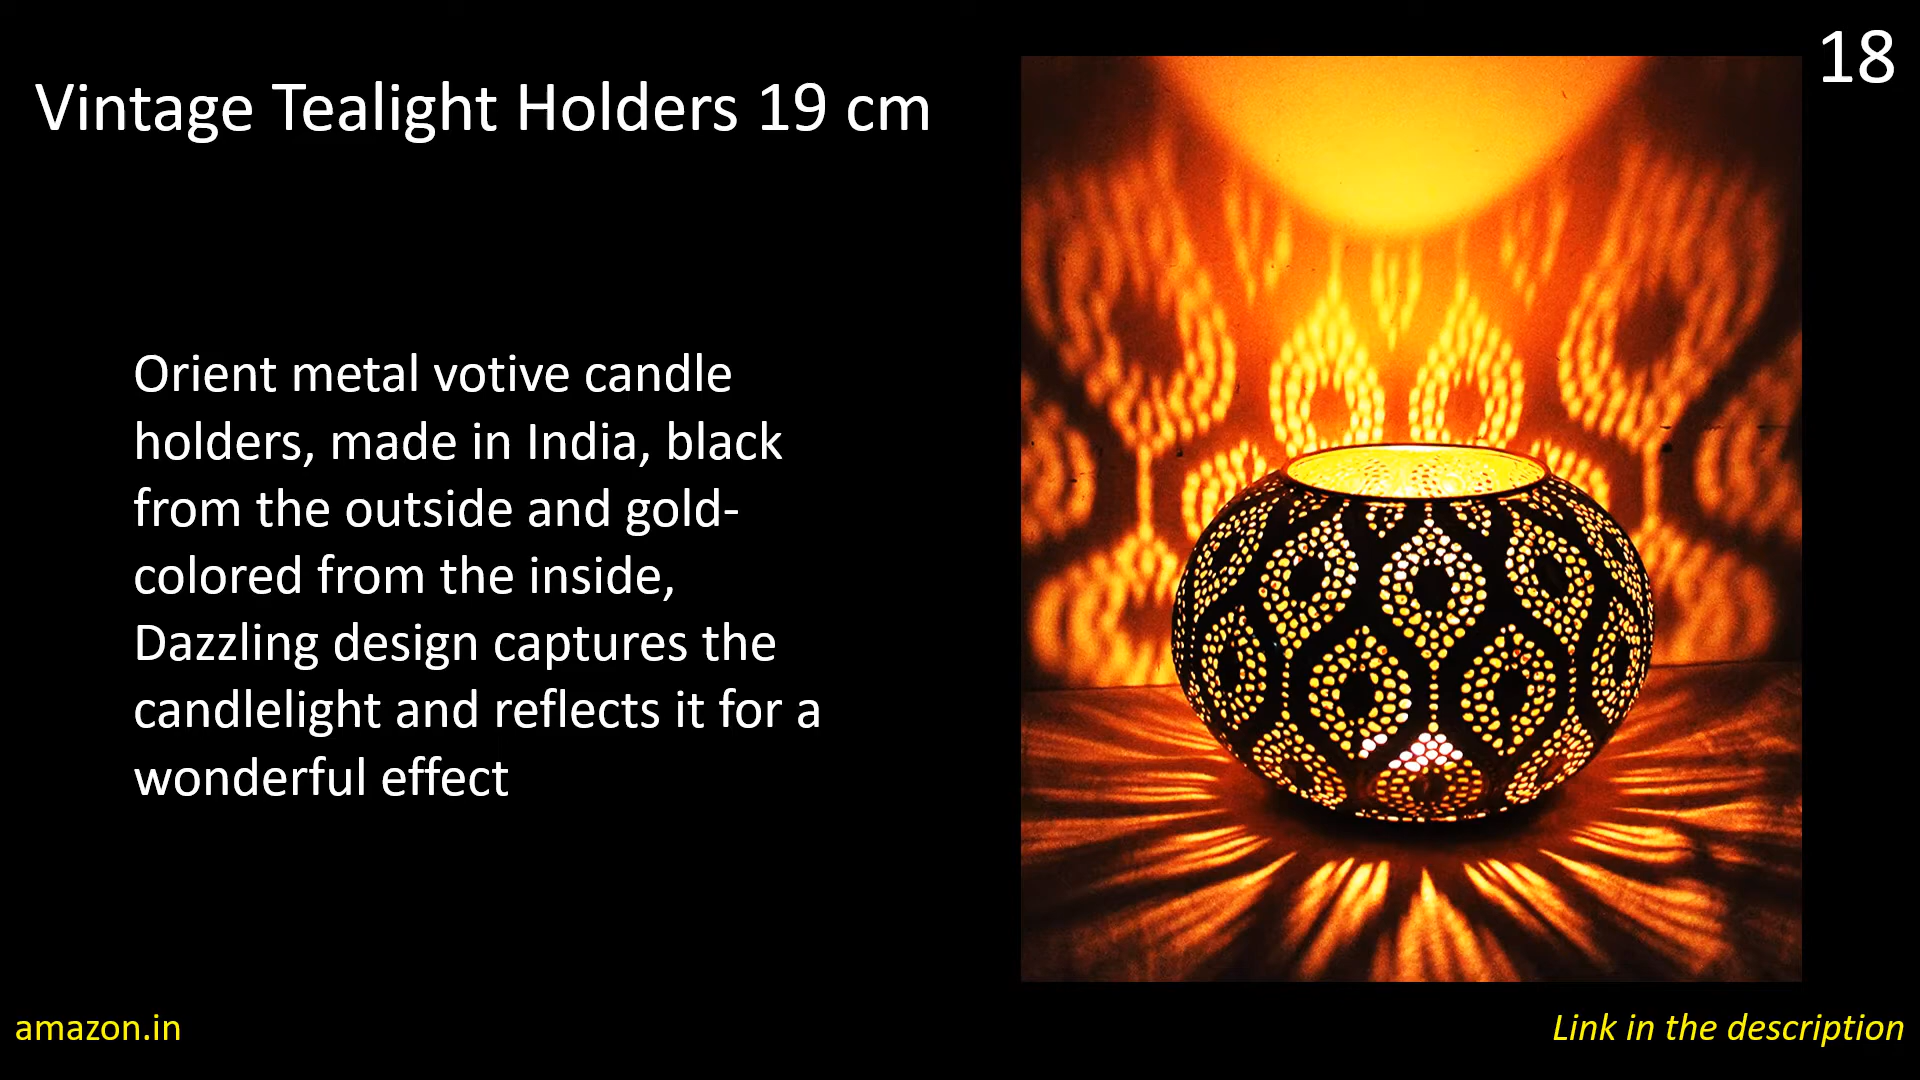 18
Vintage Tealight Holders 19 cm
Orient metal votive candle
holders, made in India, black
from the outside and gold-
colored from the inside,
Dazzling design captures the
candlelight and reflects it for a
wonderful effect
amazon.in
Link in the description